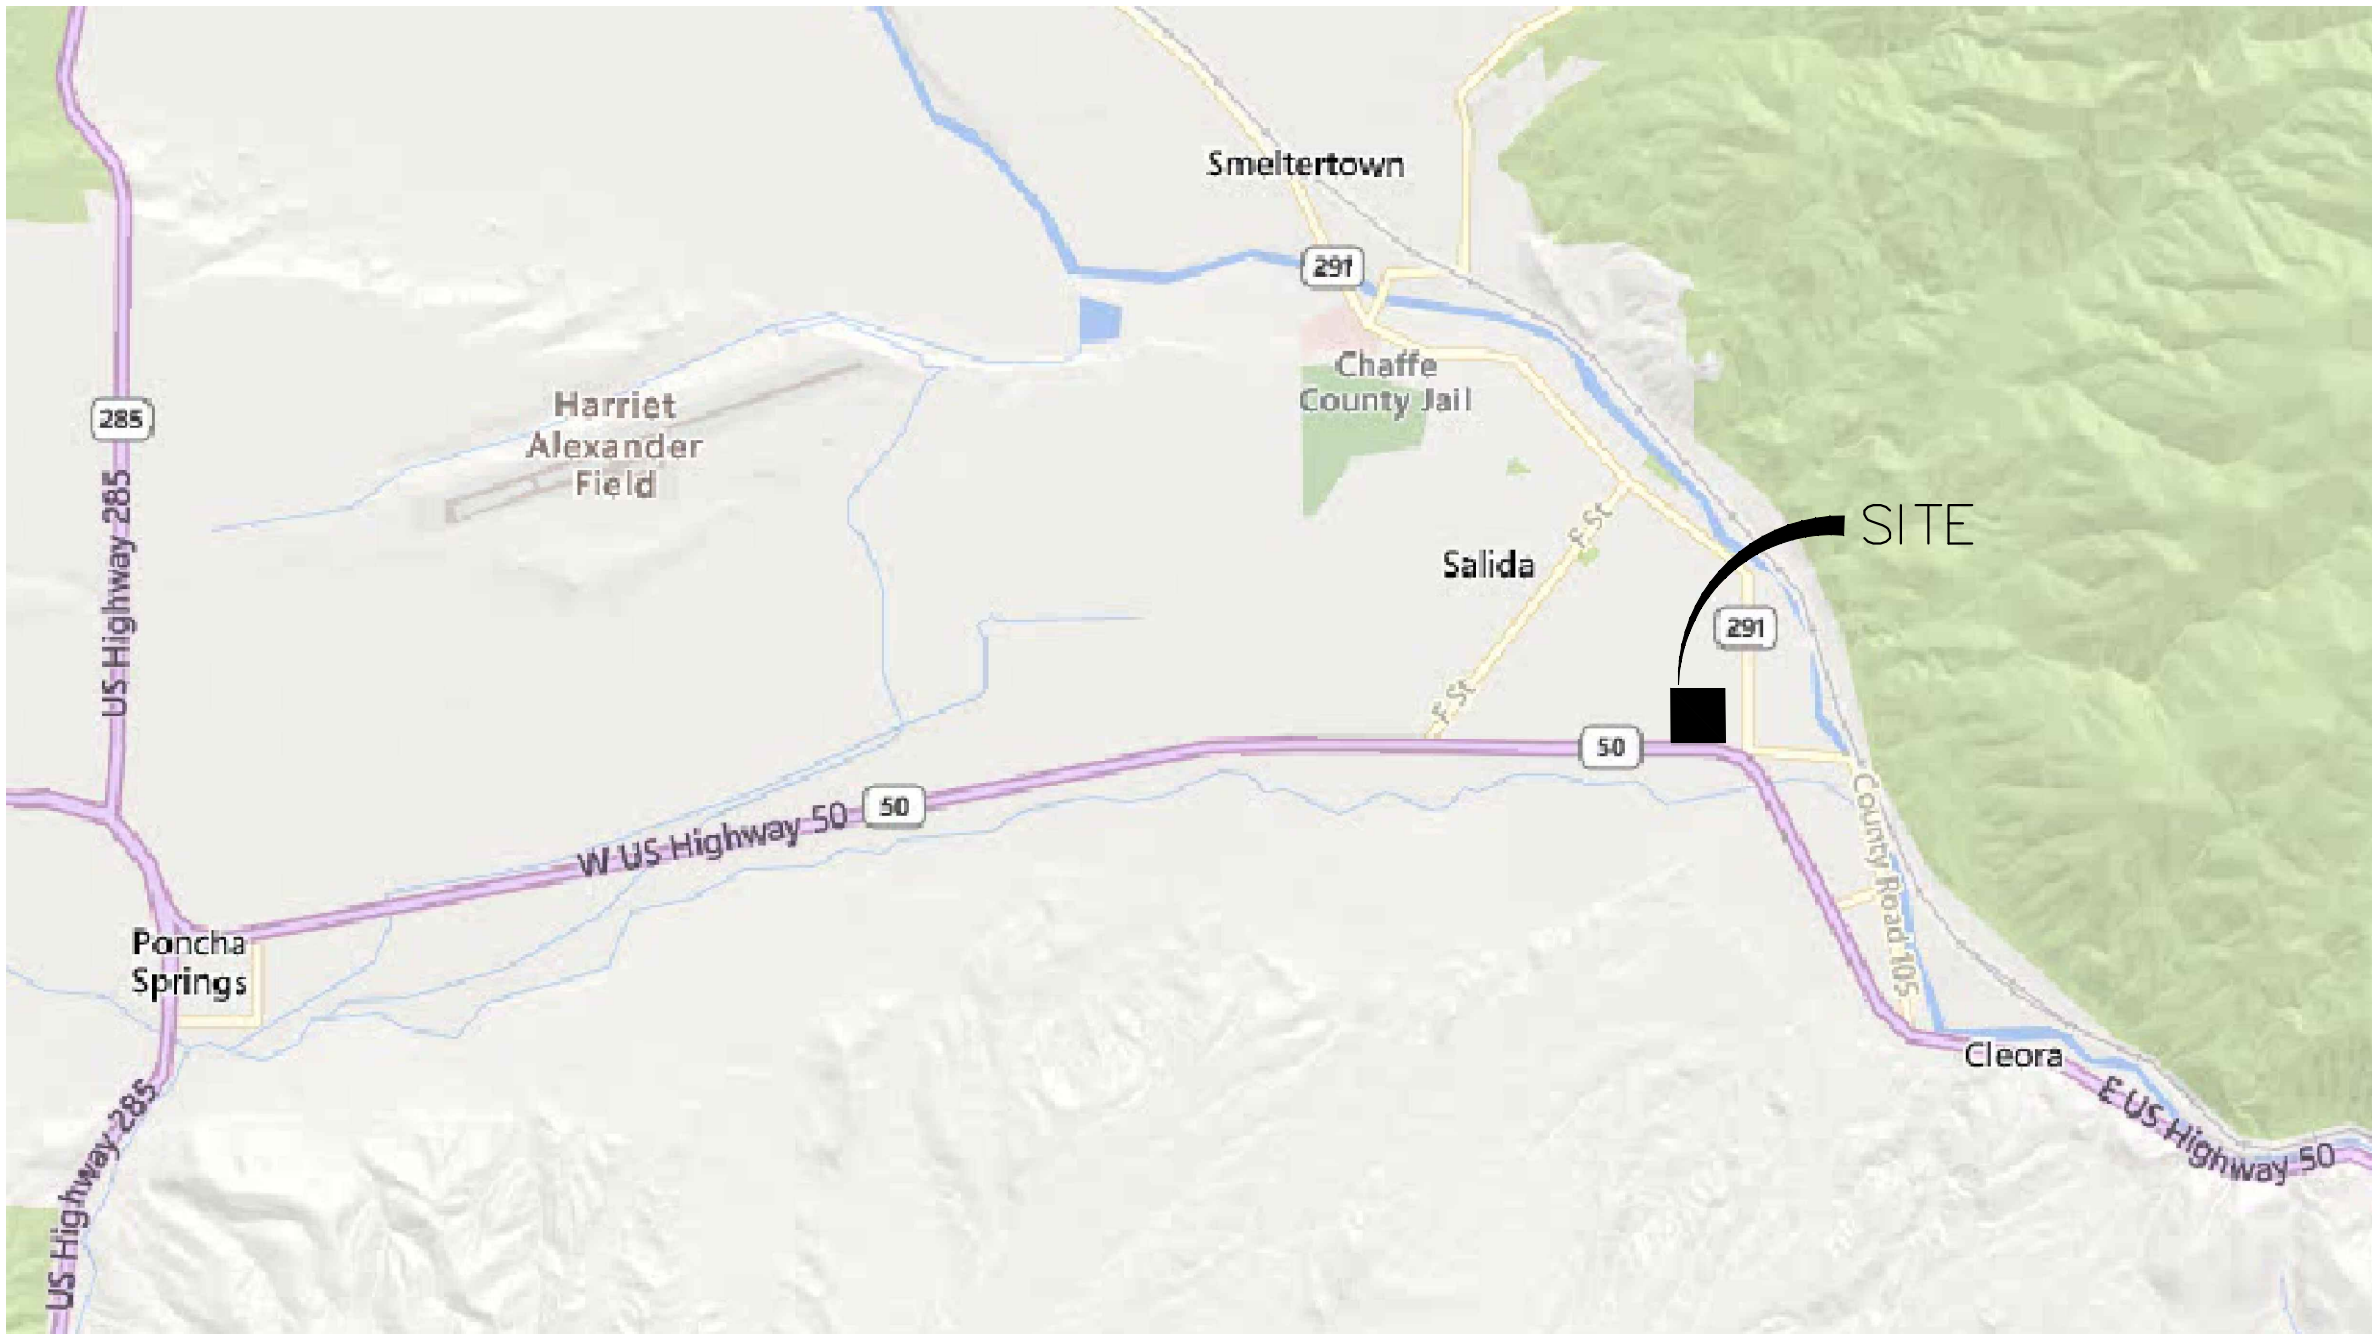 Smeltertown
291
Chaffe
County Jail
285
Harriet
Alexander
Field
US Highway 285
F St
SITE
Salida
291
F St
50
50
W US Highway 50
County Road 105
Poncha
Springs
Cleora
E US Highway 50
US Highway 285